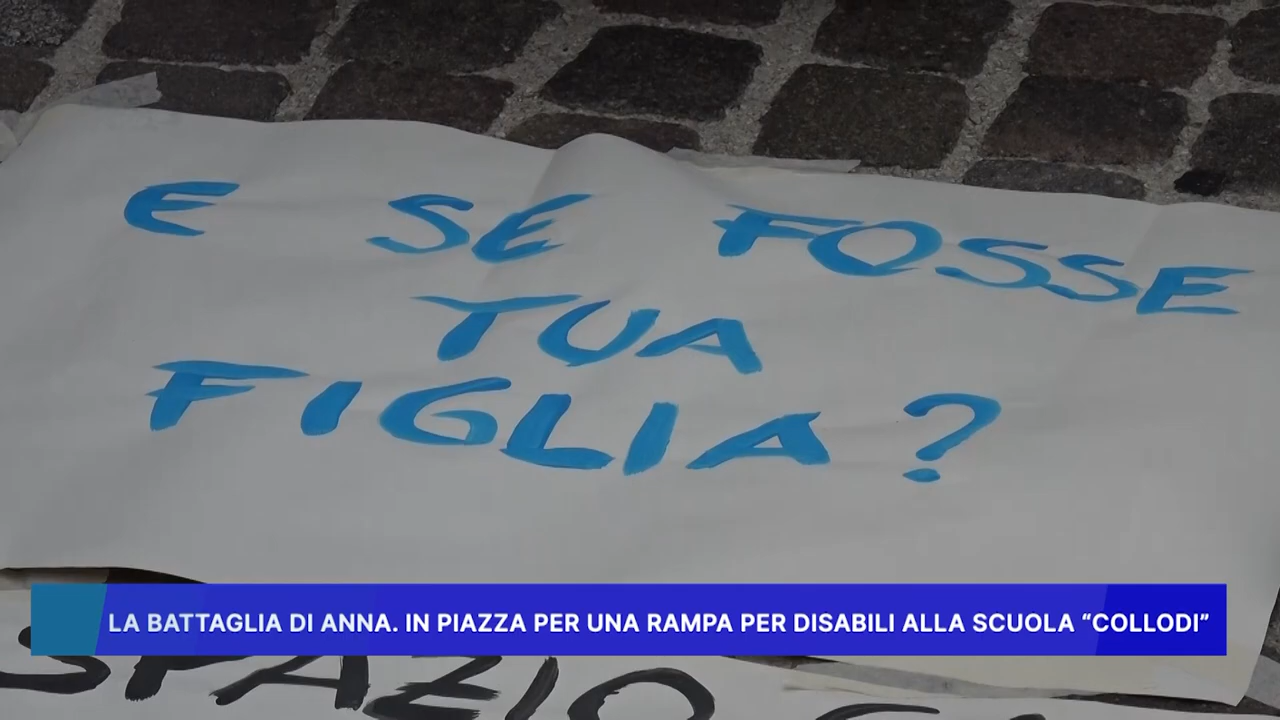 E SE FOSSE
TUA
FIGLIA?
LA BATTAGLIA DI ANNA. IN PIAZZA PER UNA RAMPA PER DISABILI ALLA SCUOLA “COLLODI”
SPAZIO